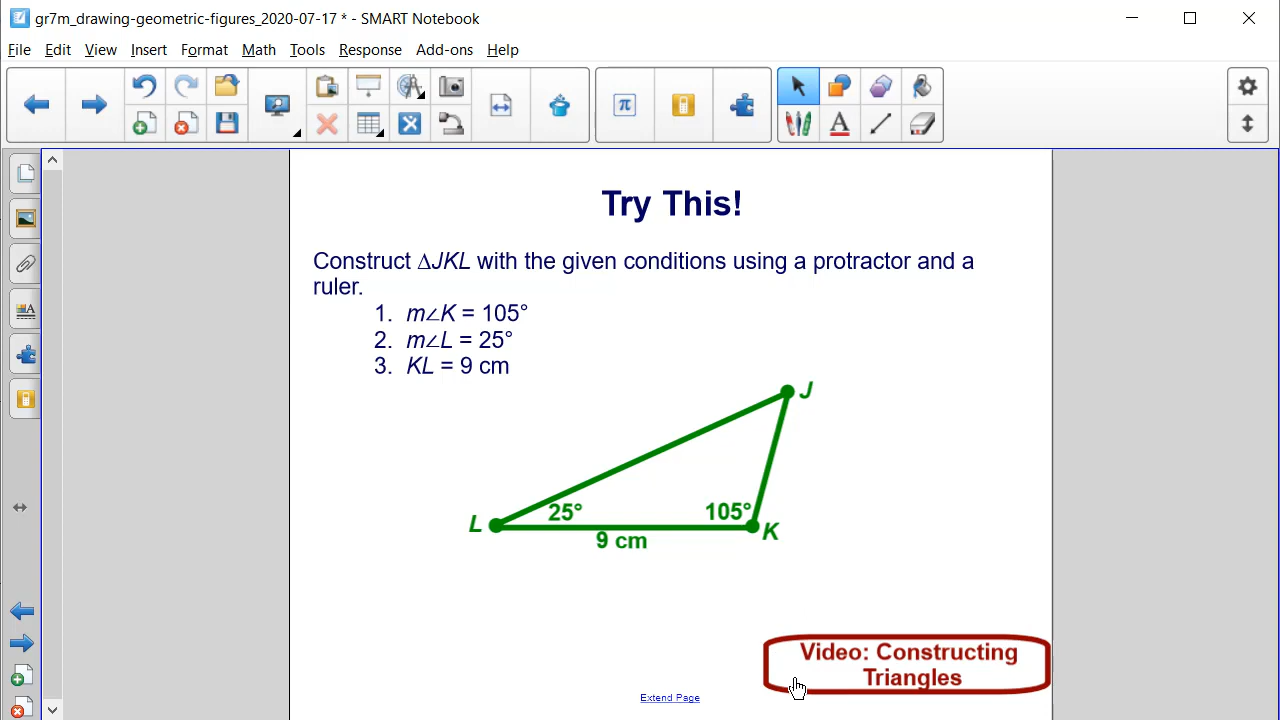 gr7m_drawing-geometric-figures_2020-07-17 * - SMART Notebook
File Edit View Insert Format Math Tools Response Add-ons Help
Try This!
Construct ΔJKL with the given conditions using a protractor and a
ruler.
1. m∠K = 105°
2. m∠L = 25°
3. KL = 9 cm
J
25°
105°
L
K
9 cm
Video: Constructing
Triangles
Extend Page